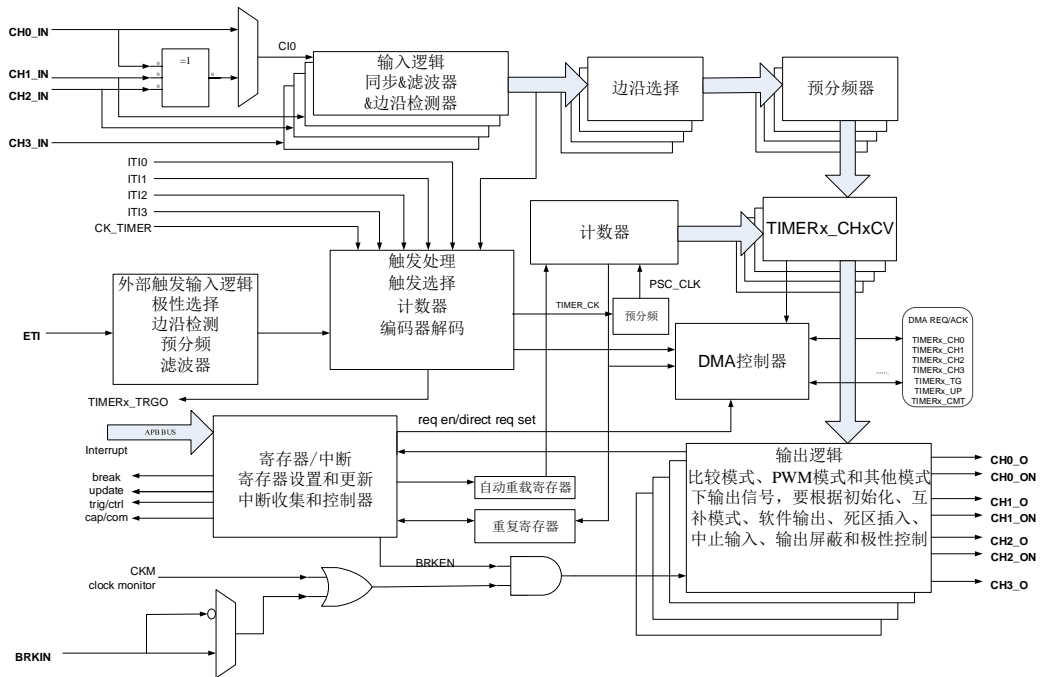 CH0_IN
CH1_IN
CH2_IN
CH3_IN
=1
0
0
0
0
CI0
输入逻辑
同步&滤波器
&边沿检测器
边沿选择
预分频器
ITI0
ITI1
ITI2
ITI3
CK_TIMER
触发处理
触发选择
计数器
编码器解码
外部触发输入逻辑
极性选择
边沿检测
预分频
滤波器
ETI
TIMERx_TRGO
计数器
TIMERx_CHxCV
PSC_CLK
TIMER_CK
预分频
DMA控制器
DMA REQ/ACK
TIMERx_CH0
TIMERx_CH1
TIMERx_CH2
TIMERx_CH3
TIMERx_TG
TIMERx_UP
TIMERx_CMT
……
req en/direct req set
APB BUS
Interrupt
break
update
trig/ctrl
cap/com
寄存器/中断
寄存器设置和更新
中断收集和控制器
自动重载寄存器
重复寄存器
输出逻辑
比较模式、PWM模式和其他模式
下输出信号，要根据初始化、互
补模式、软件输出、死区插入、
中止输入、输出屏蔽和极性控制
CH0_O
CH0_ON
CH1_O
CH1_ON
CH2_O
CH2_ON
CH3_O
BRKEN
CKM
clock monitor
BRKIN